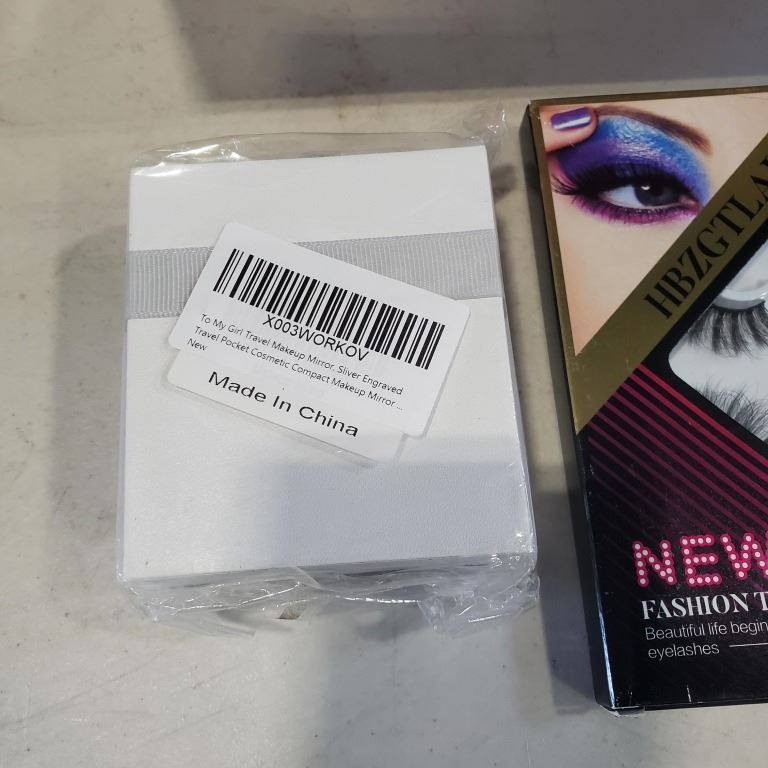 X003WORKOV
To My Girl Travel Makeup Mirror, Sliver Engraved
Travel Pocket Cosmetic Compact Makeup Mirror ...
New
Made In China
HBZGTLA
NEW
FASHION T
Beautiful life begin
eyelashes